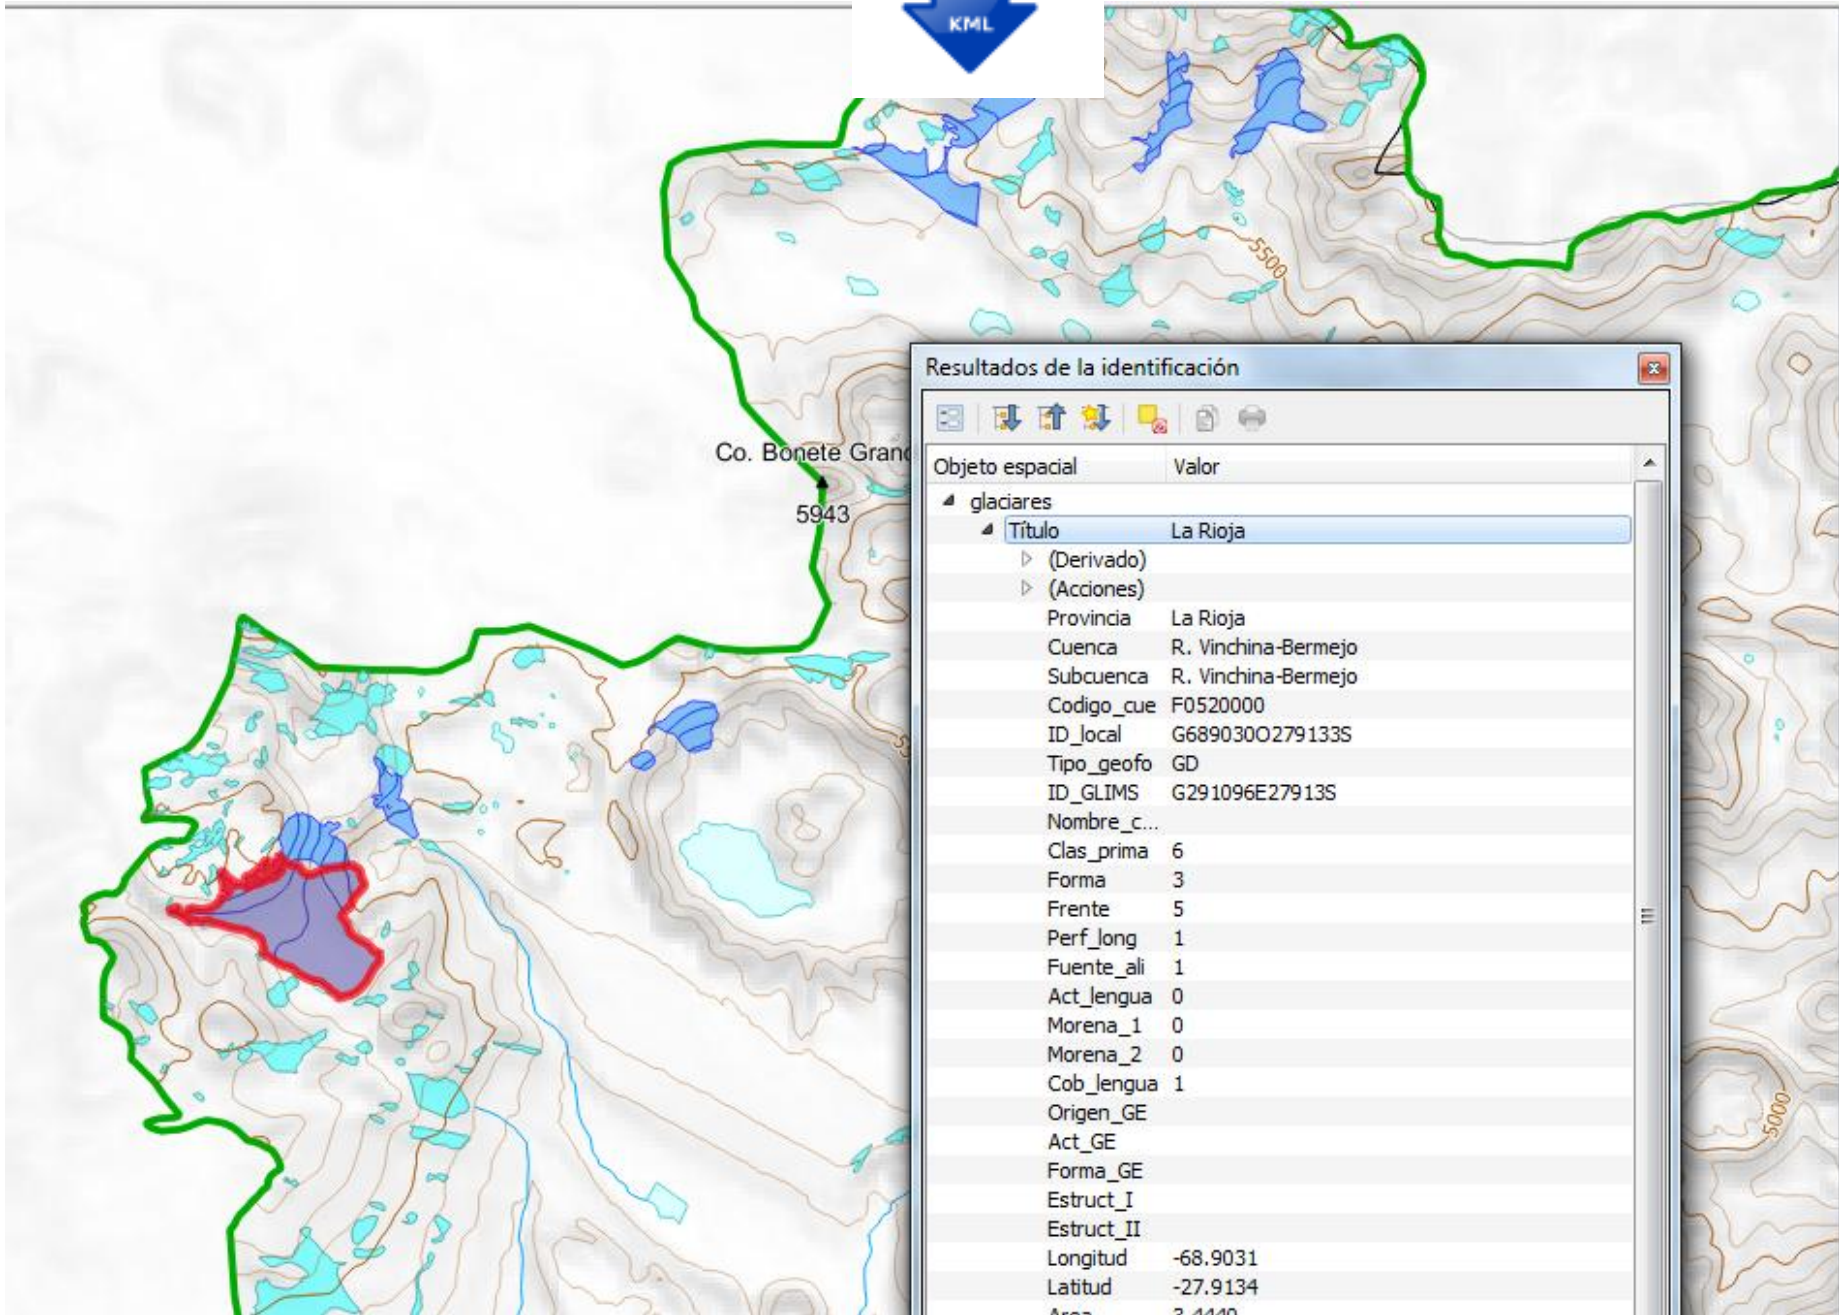 KML
5500
Co. Bonete Grand
5943
5000
Resultados de la identificación
Objeto espacial Valor
glaciares
Título La Rioja
(Derivado)
(Acciones)
Provincia La Rioja
Cuenca R. Vinchina-Bermejo
Subcuenca R. Vinchina-Bermejo
Codigo_cue F0520000
ID_local G689030O279133S
Tipo_geofo GD
ID_GLIMS G291096E27913S
Nombre_c...
Clas_prima 6
Forma 3
Frente 5
Perf_long 1
Fuente_ali 1
Act_lengua 0
Morena_1 0
Morena_2 0
Cob_lengua 1
Origen_GE
Act_GE
Forma_GE
Estruct_I
Estruct_II
Longitud -68.9031
Latitud -27.9134